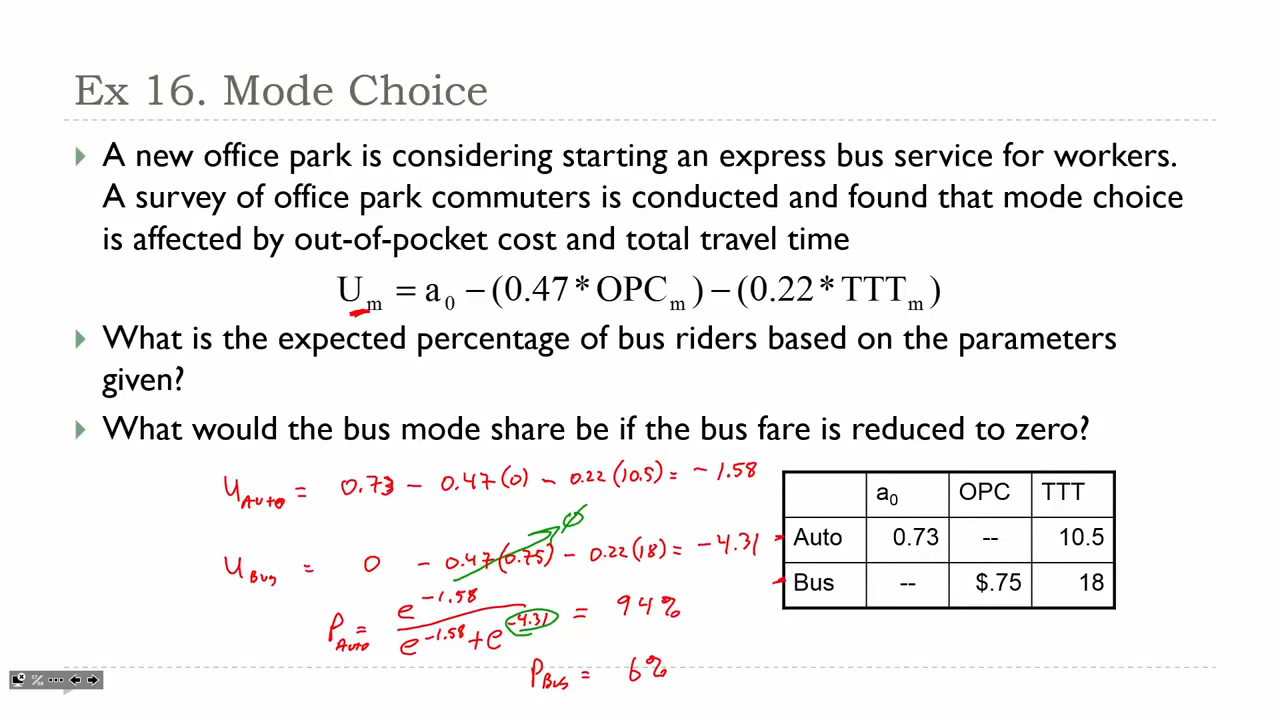 Ex 16. Mode Choice
A new office park is considering starting an express bus service for workers.
A survey of office park commuters is conducted and found that mode choice
is affected by out-of-pocket cost and total travel time
U_m = a_0 − (0.47 * OPC_m) − (0.22 * TTT_m)
What is the expected percentage of bus riders based on the parameters
given?
What would the bus mode share be if the bus fare is reduced to zero?
U_Auto = 0.73 − 0.47(0) − 0.22(10.5) = −1.58
U_Bus = 0 − 0.47(0.75) − 0.22(18) = −4.31
∅
P_Auto = e^−1.58 / (e^−1.58 + e^−4.31) = 94%
P_Bus = 6%
a_0 OPC TTT
Auto 0.73 -- 10.5
Bus -- $.75 18